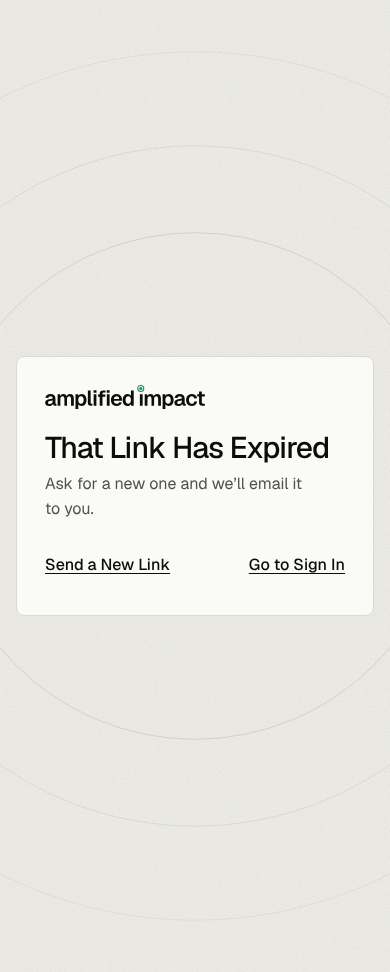 amplified impact
That Link Has Expired
Ask for a new one and we’ll email it
to you.
Send a New Link
Go to Sign In